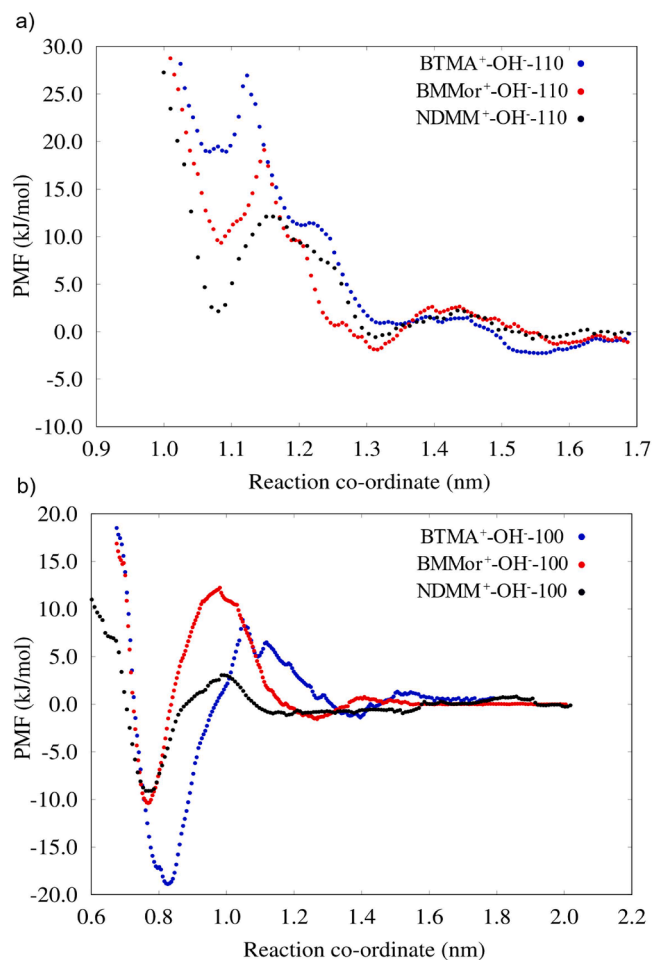 a)
30.0
25.0
20.0
15.0
10.0
5.0
0.0
-5.0
-10.0
PMF (kJ/mol)
BTMA⁺-OH⁻-110
BMMor⁺-OH⁻-110
NDMM⁺-OH⁻-110
0.9 1.0 1.1 1.2 1.3 1.4 1.5 1.6 1.7
Reaction co-ordinate (nm)
b)
20.0
15.0
10.0
5.0
0.0
-5.0
-10.0
-15.0
-20.0
PMF (kJ/mol)
BTMA⁺-OH⁻-100
BMMor⁺-OH⁻-100
NDMM⁺-OH⁻-100
0.6 0.8 1.0 1.2 1.4 1.6 1.8 2.0 2.2
Reaction co-ordinate (nm)